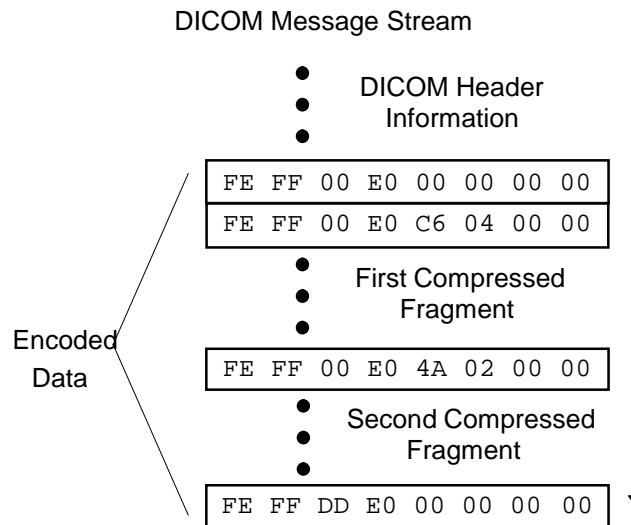 DICOM Message Stream
DICOM Header
Information
FE FF 00 E0 00 00 00 00
FE FF 00 E0 C6 04 00 00
First Compressed
Fragment
Encoded
Data
FE FF 00 E0 4A 02 00 00
Second Compressed
Fragment
FE FF DD E0 00 00 00 00